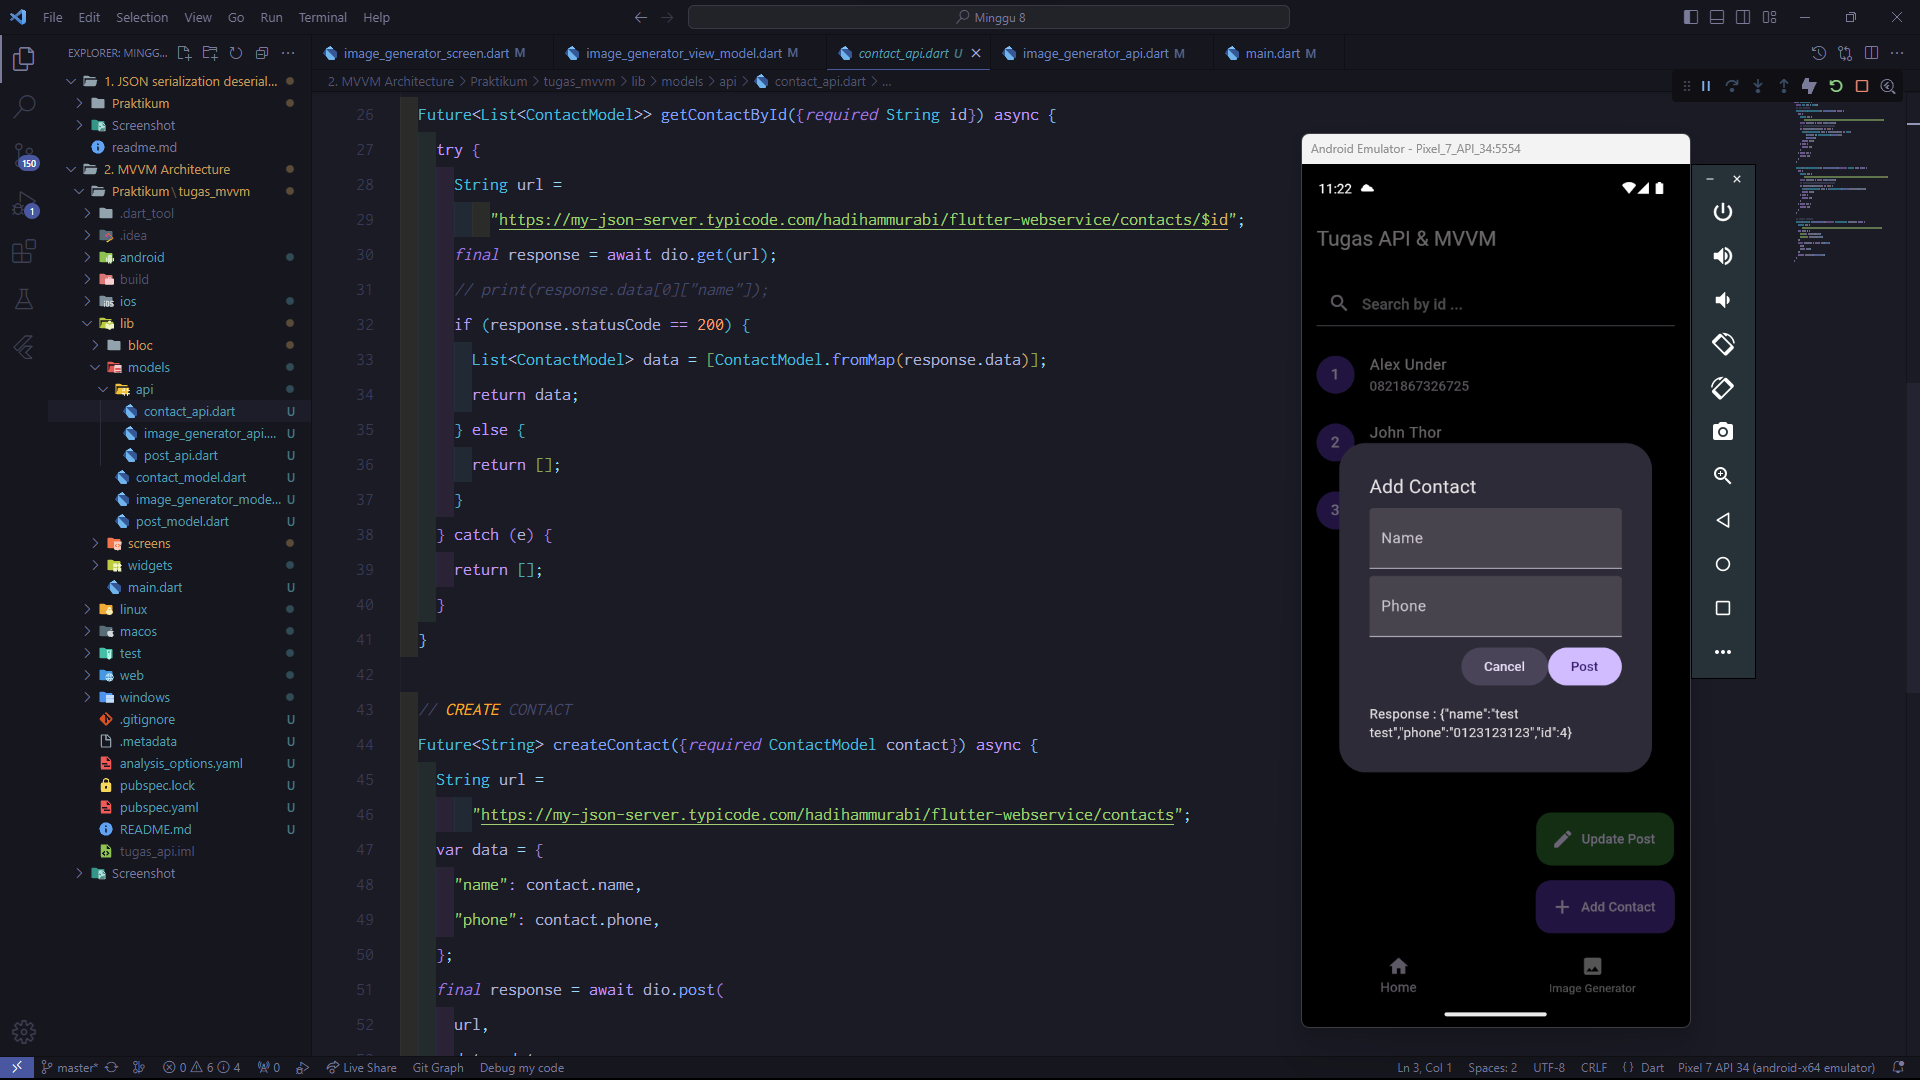 File Edit Selection View Go Run Terminal Help
Minggu 8
EXPLORER: MINGG...
1. JSON serialization deserial...
Praktikum
Screenshot
readme.md
2. MVVM Architecture
Praktikum \ tugas_mvvm
.dart_tool
.idea
android
build
ios
lib
bloc
models
api
contact_api.dart U
image_generator_api.... U
post_api.dart U
contact_model.dart U
image_generator_mode... U
post_model.dart U
screens
widgets
main.dart U
linux
macos
test
web
windows
.gitignore U
.metadata U
analysis_options.yaml U
pubspec.lock U
pubspec.yaml U
README.md U
tugas_api.iml
Screenshot
150
1
image_generator_screen.dart M
image_generator_view_model.dart M
contact_api.dart U
image_generator_api.dart M
main.dart M
2. MVVM Architecture > Praktikum > tugas_mvvm > lib > models > api > contact_api.dart > ...
26 Future<List<ContactModel>> getContactById({required String id}) async {
27 try {
28 String url =
29 "https://my-json-server.typicode.com/hadihammurabi/flutter-webservice/contacts/$id";
30 final response = await dio.get(url);
31 // print(response.data[0]["name"]);
32 if (response.statusCode == 200) {
33 List<ContactModel> data = [ContactModel.fromMap(response.data)];
34 return data;
35 } else {
36 return [];
37 }
38 } catch (e) {
39 return [];
40 }
41 }
42
43 // CREATE CONTACT
44 Future<String> createContact({required ContactModel contact}) async {
45 String url =
46 "https://my-json-server.typicode.com/hadihammurabi/flutter-webservice/contacts";
47 var data = {
48 "name": contact.name,
49 "phone": contact.phone,
50 };
51 final response = await dio.post(
52 url,
Android Emulator - Pixel_7_API_34:5554
11:22
Tugas API & MVVM
Search by id ...
1
Alex Under
0821867326725
2
John Thor
3
Add Contact
Name
Phone
Cancel
Post
Response : {"name":"test
test","phone":"0123123123","id":4}
Update Post
Add Contact
Home
Image Generator
master* 0 6 4 0 Live Share Git Graph Debug my code
Ln 3, Col 1 Spaces: 2 UTF-8 CRLF { } Dart Pixel 7 API 34 (android-x64 emulator)